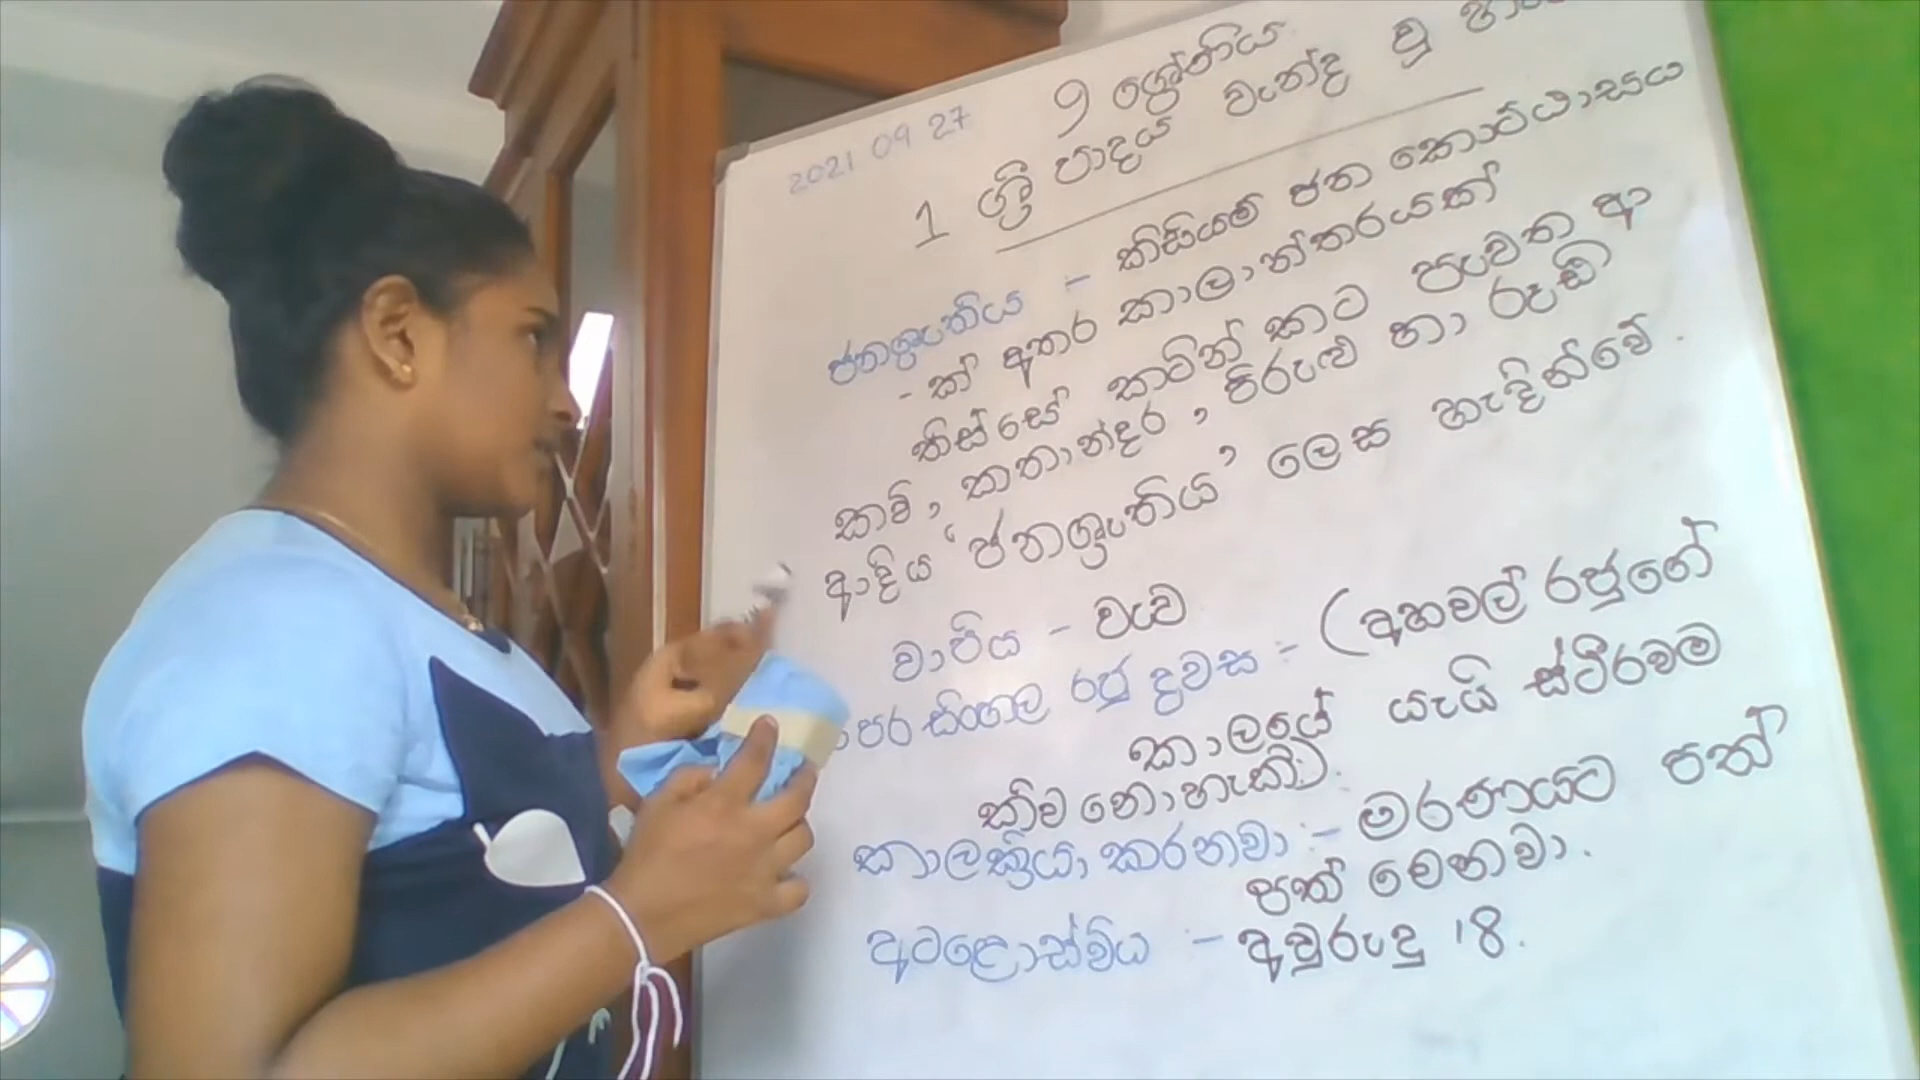 2021 09 27
9 ශ්‍රේණිය
1 ශ්‍රී පාදය වැන්ද වූ
ජනශ්‍රුතිය :- කිසියම් ජන කොට්ඨාසය
- ක් අතර කාලාන්තරයක්
තිස්සේ කටින් කට පැවත ආ
කවි, කතාන්දර, පිරුළු හා රූඩි
ආදිය 'ජනශ්‍රුතිය' ලෙස හැඳින්වේ.
වාපිය - වැව
අපර සිංහල රජු දවස :- (අහවල් රජුගේ
කාලයේ යැයි ස්ථිරවම
කිව නොහැකිව)
කාලක්‍රියා කරනවා :- මරණයට පත්
පත් වෙනවා.
අටළොස්විය - අවුරුදු 18.